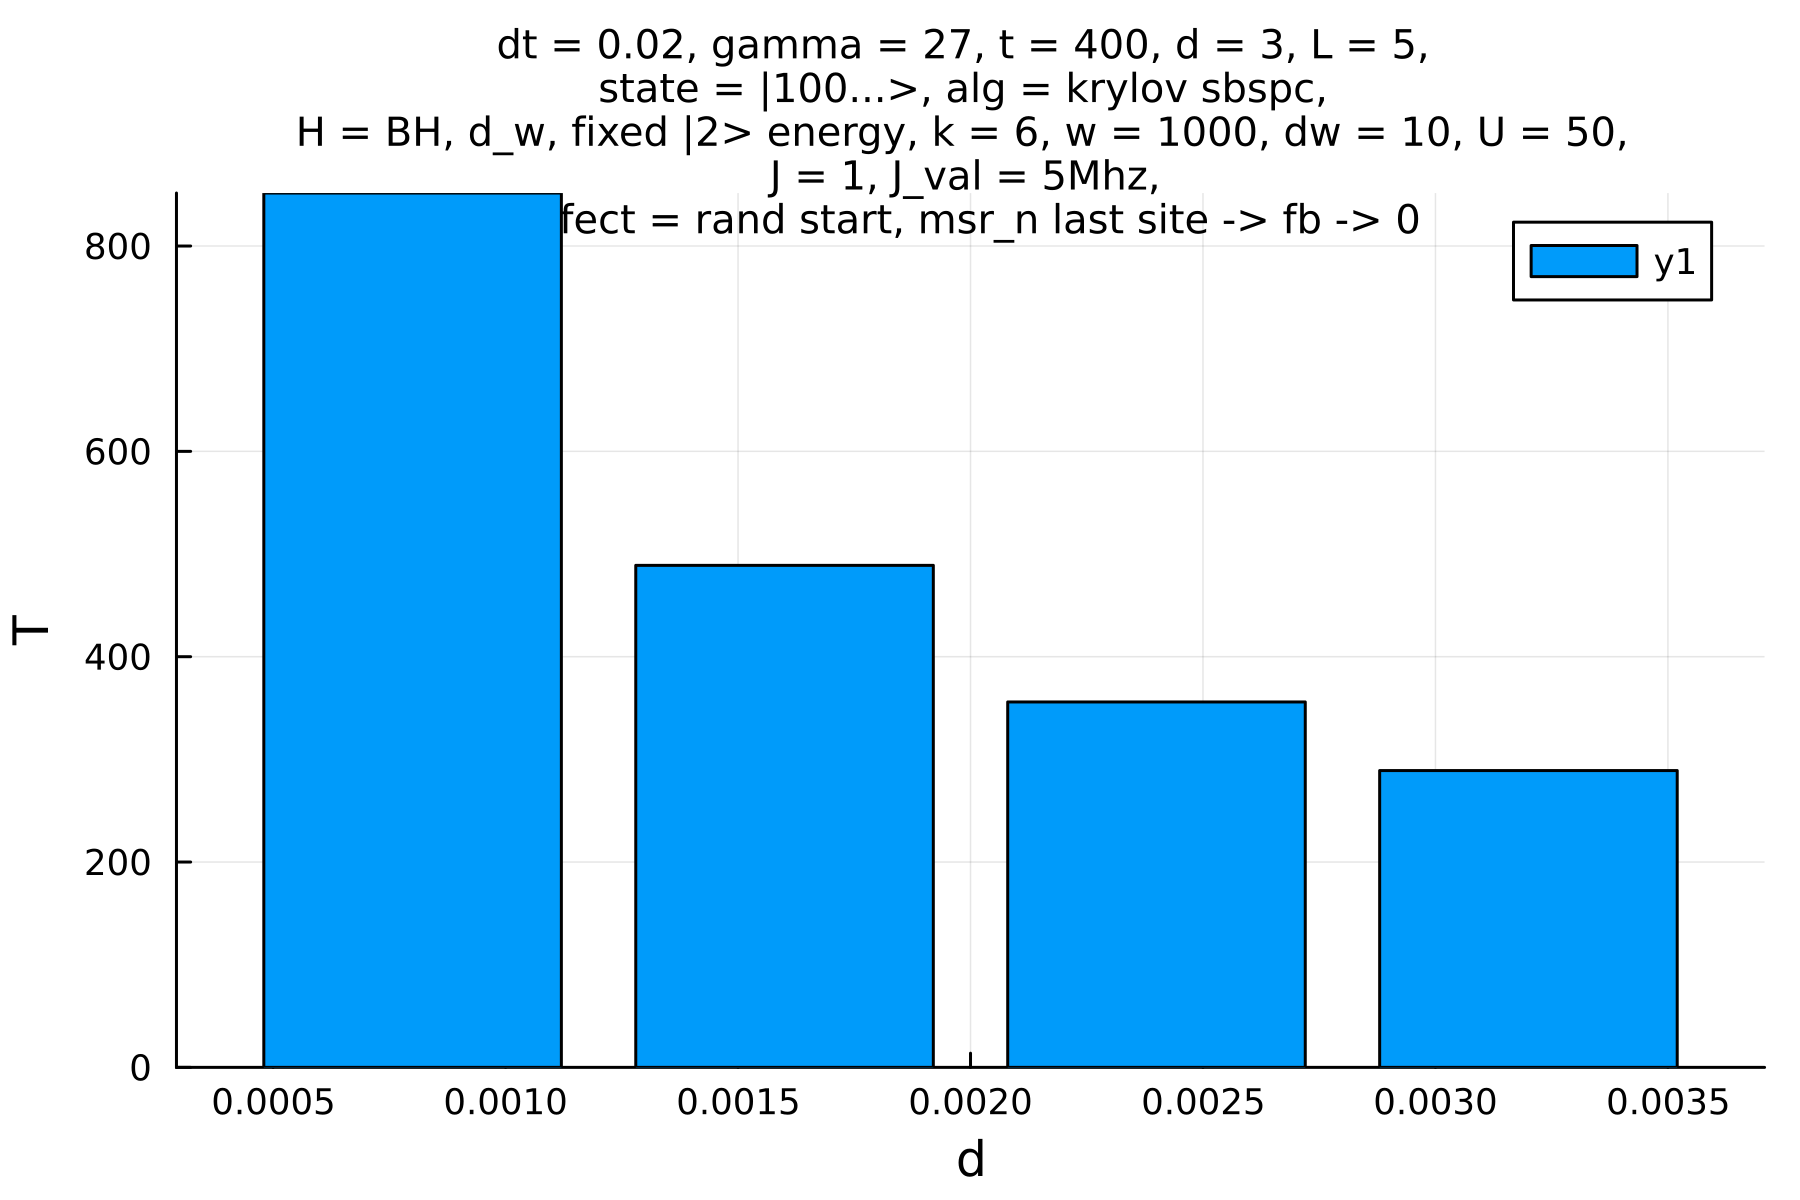 dt = 0.02, gamma = 27, t = 400, d = 3, L = 5,
state = |100...>, alg = krylov sbspc,
H = BH, d_w, fixed |2> energy, k = 6, w = 1000, dw = 10, U = 50,
J = 1, J_val = 5Mhz,
fect = rand start, msr_n last site -> fb -> 0
y1
800
600
400
200
0
T
0.0005 0.0010 0.0015 0.0020 0.0025 0.0030 0.0035
d